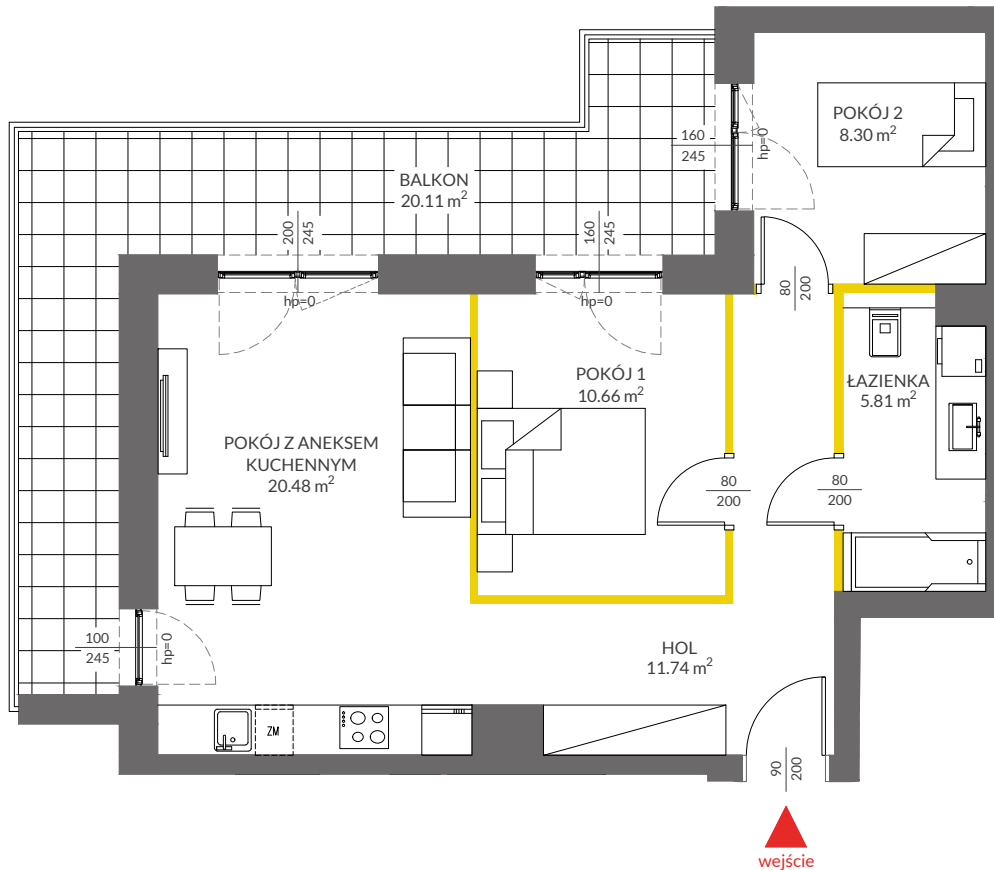 POKÓJ 2
8.30 m²
160
245
hp=0
BALKON
20.11 m²
200
245
hp=0
160
245
hp=0
80
200
POKÓJ 1
10.66 m²
ŁAZIENKA
5.81 m²
POKÓJ Z ANEKSEM
KUCHENNYM
20.48 m²
80
200
80
200
100
245
hp=0
HOL
11.74 m²
ZM
90
200
wejście